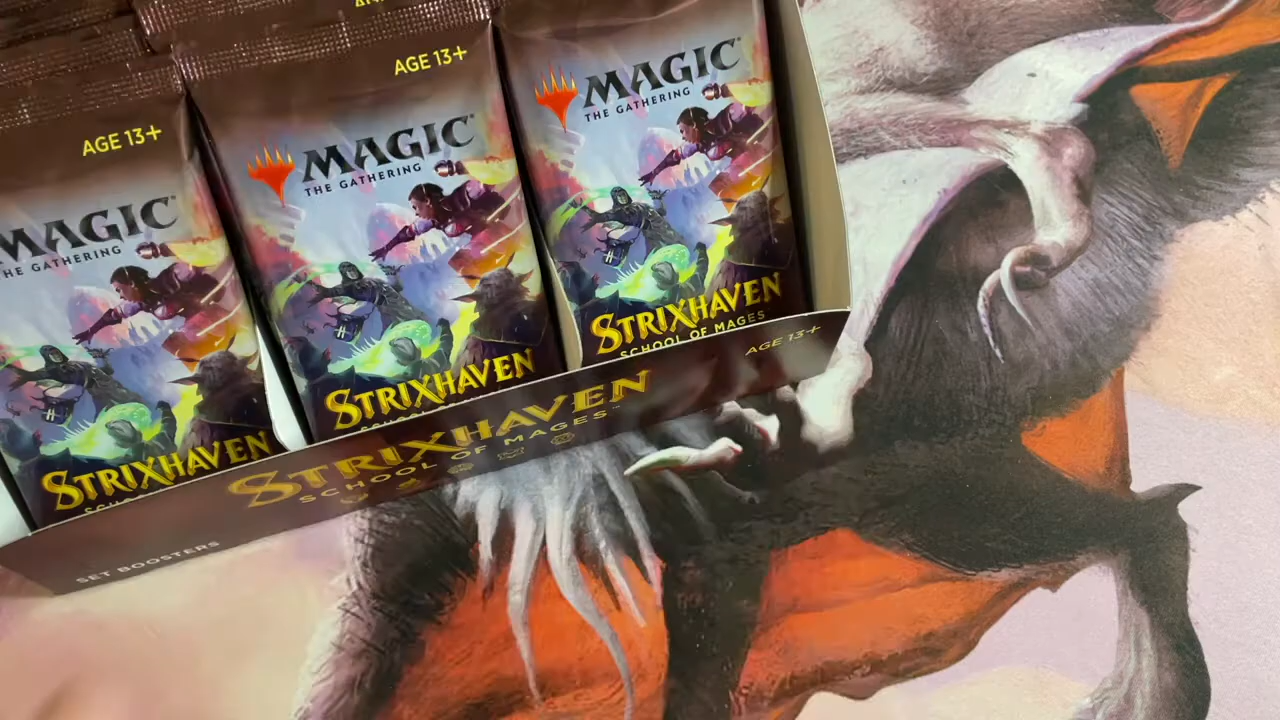 AGE 13+
MAGIC
THE GATHERING
STRIXHAVEN
AGE 13+
MAGIC
THE GATHERING
STRIXHAVEN
MAGIC
THE GATHERING
STRIXHAVEN
SCHOOL OF MAGES
STRIXHAVEN
SCHOOL OF MAGES™
AGE 13+
SET BOOSTERS